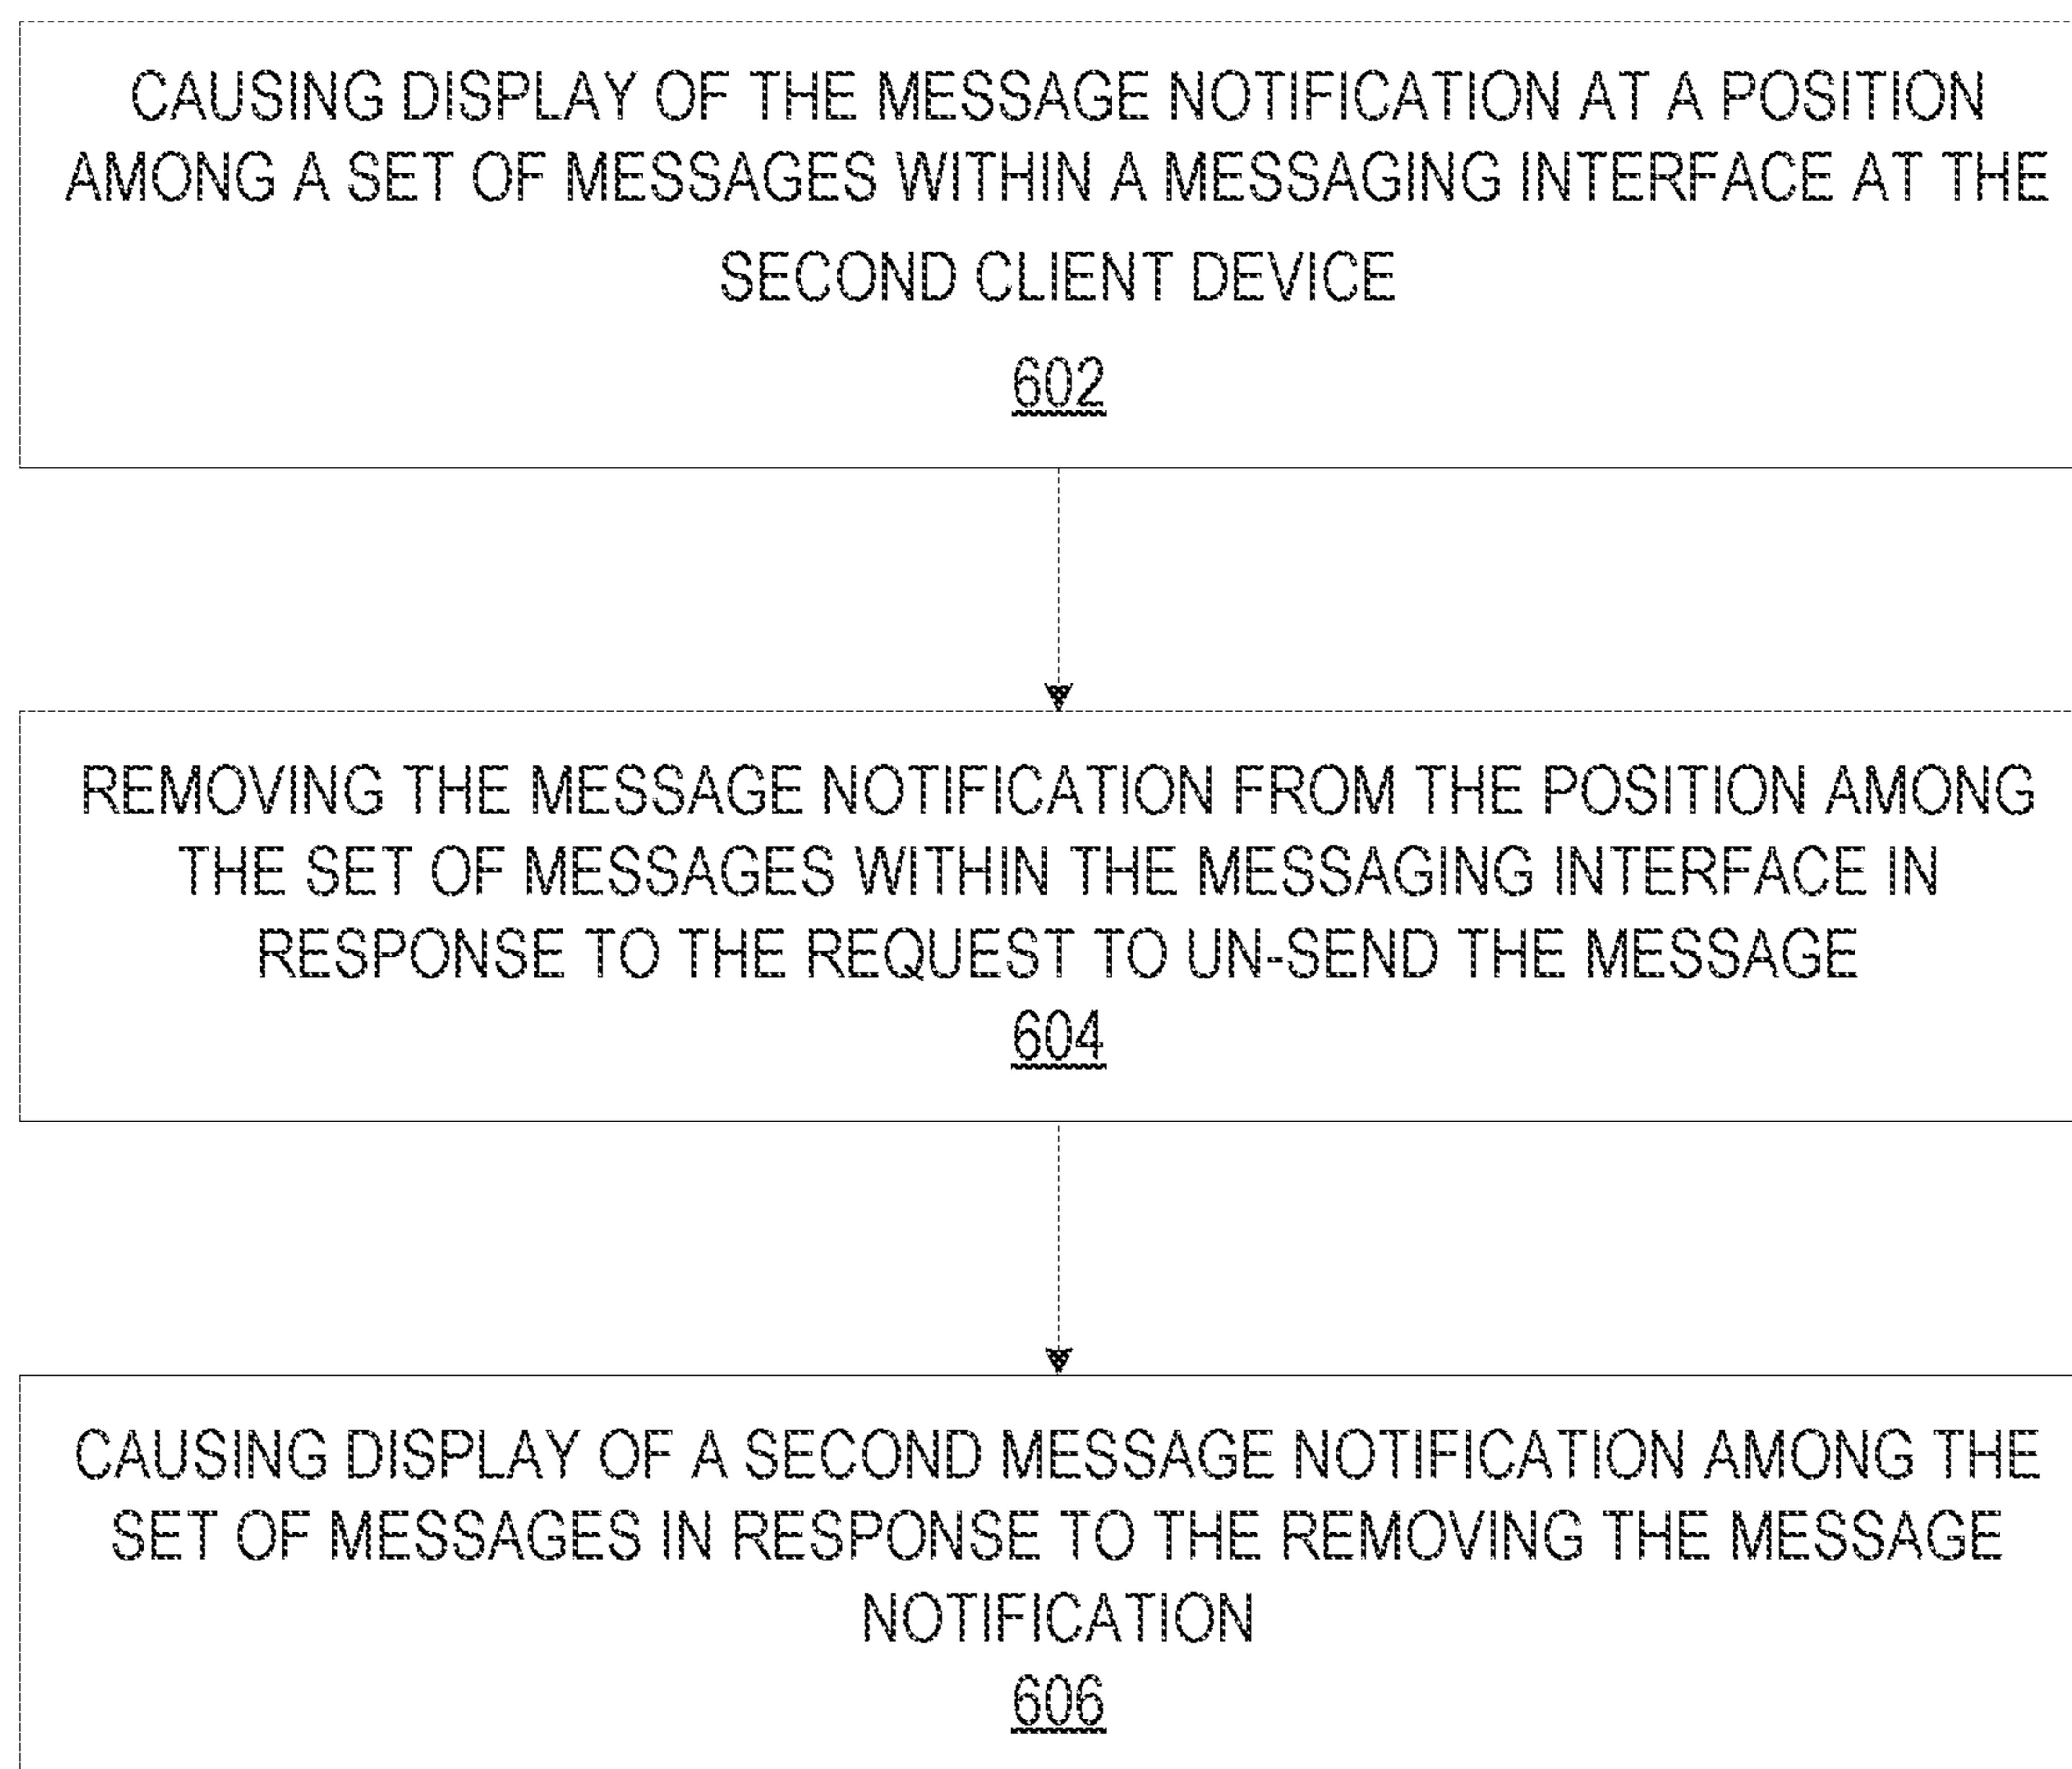 CAUSING DISPLAY OF THE MESSAGE NOTIFICATION AT A POSITION
AMONG A SET OF MESSAGES WITHIN A MESSAGING INTERFACE AT THE
SECOND CLIENT DEVICE
602
REMOVING THE MESSAGE NOTIFICATION FROM THE POSITION AMONG
THE SET OF MESSAGES WITHIN THE MESSAGING INTERFACE IN
RESPONSE TO THE REQUEST TO UN-SEND THE MESSAGE
604
CAUSING DISPLAY OF A SECOND MESSAGE NOTIFICATION AMONG THE
SET OF MESSAGES IN RESPONSE TO THE REMOVING THE MESSAGE
NOTIFICATION
606